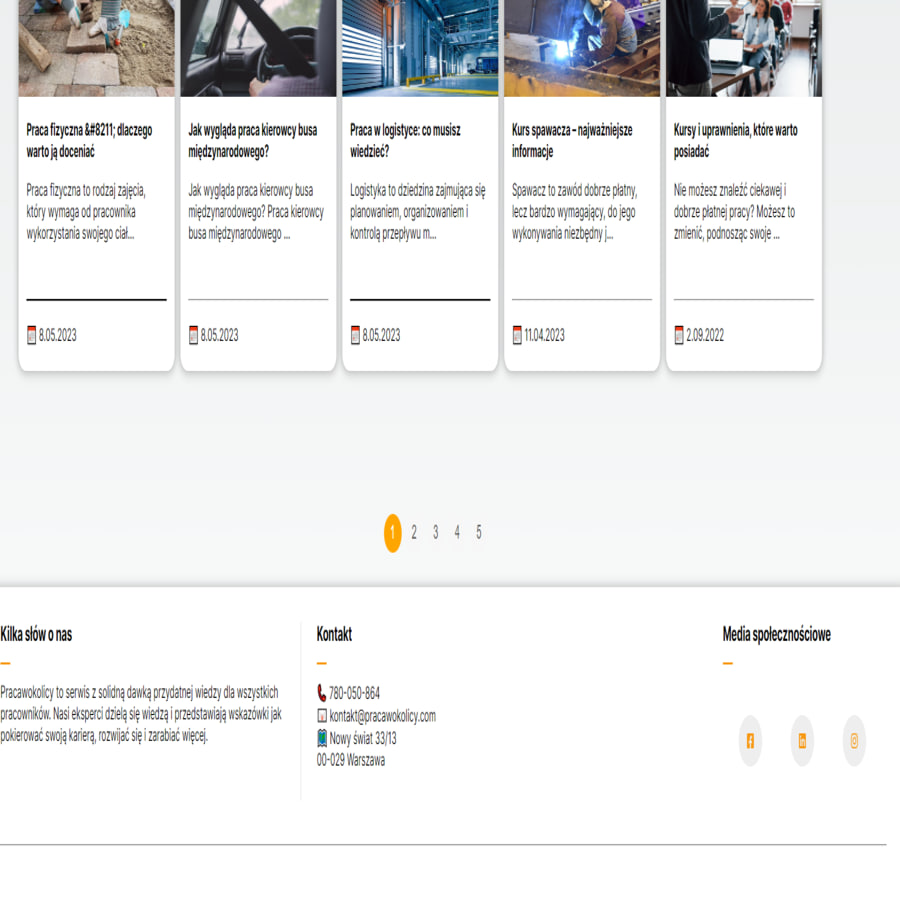 Praca fizyczna &#8211; dlaczego
warto ją doceniać
Praca fizyczna to rodzaj zajęcia,
który wymaga od pracownika
wykorzystania swojego ciał...
8.05.2023
Jak wygląda praca kierowcy busa
międzynarodowego?
Jak wygląda praca kierowcy busa
międzynarodowego? Praca kierowcy
busa międzynarodowego ...
8.05.2023
Praca w logistyce: co musisz
wiedzieć?
Logistyka to dziedzina zajmująca się
planowaniem, organizowaniem i
kontrolą przepływu m...
8.05.2023
Kurs spawacza – najważniejsze
informacje
Spawacz to zawód dobrze płatny,
lecz bardzo wymagający, do jego
wykonywania niezbędny j...
11.04.2023
Kursy i uprawnienia, które warto
posiadać
Nie możesz znaleźć ciekawej i
dobrze płatnej pracy? Możesz to
zmienić, podnosząc swoje ...
2.09.2022
1 2 3 4 5
Kilka słów o nas
Pracawokolicy to serwis z solidną dawką przydatnej wiedzy dla wszystkich
pracowników. Nasi eksperci dzielą się wiedzą i przedstawiają wskazówki jak
pokierować swoją karierą, rozwijać się i zarabiać więcej.
Kontakt
780-050-864
kontakt@pracawokolicy.com
Nowy świat 33/13
00-029 Warszawa
Media społecznościowe